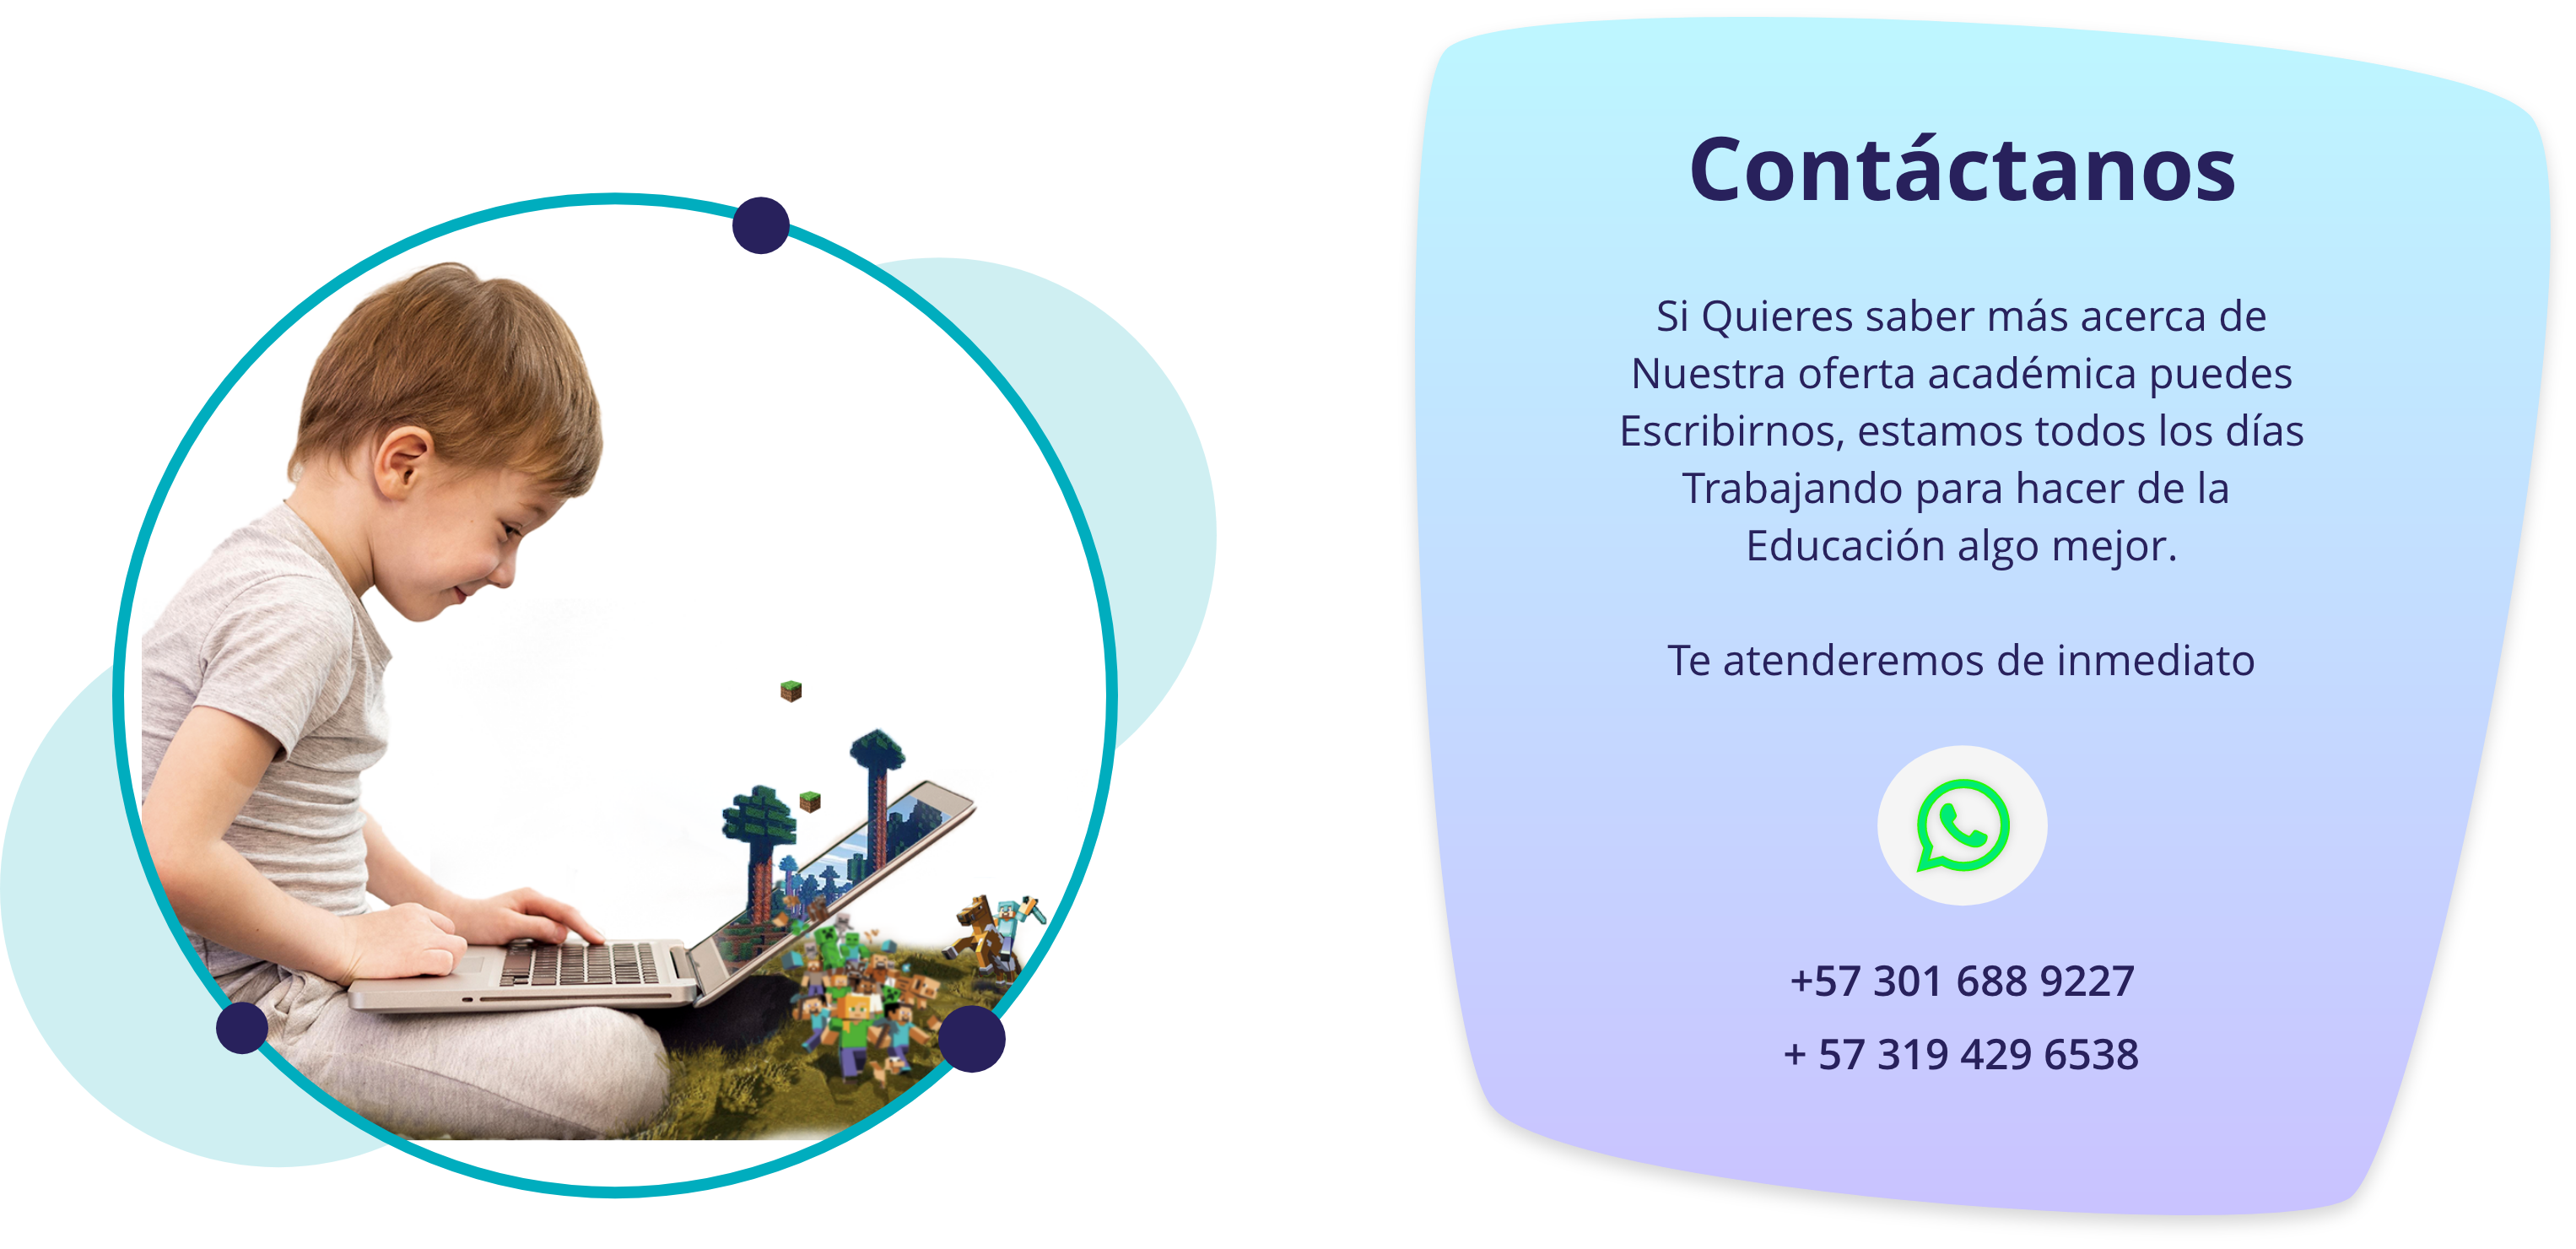 Contáctanos
Si Quieres saber más acerca de
Nuestra oferta académica puedes
Escribirnos, estamos todos los días
Trabajando para hacer de la
Educación algo mejor.
Te atenderemos de inmediato
+57 301 688 9227
+ 57 319 429 6538